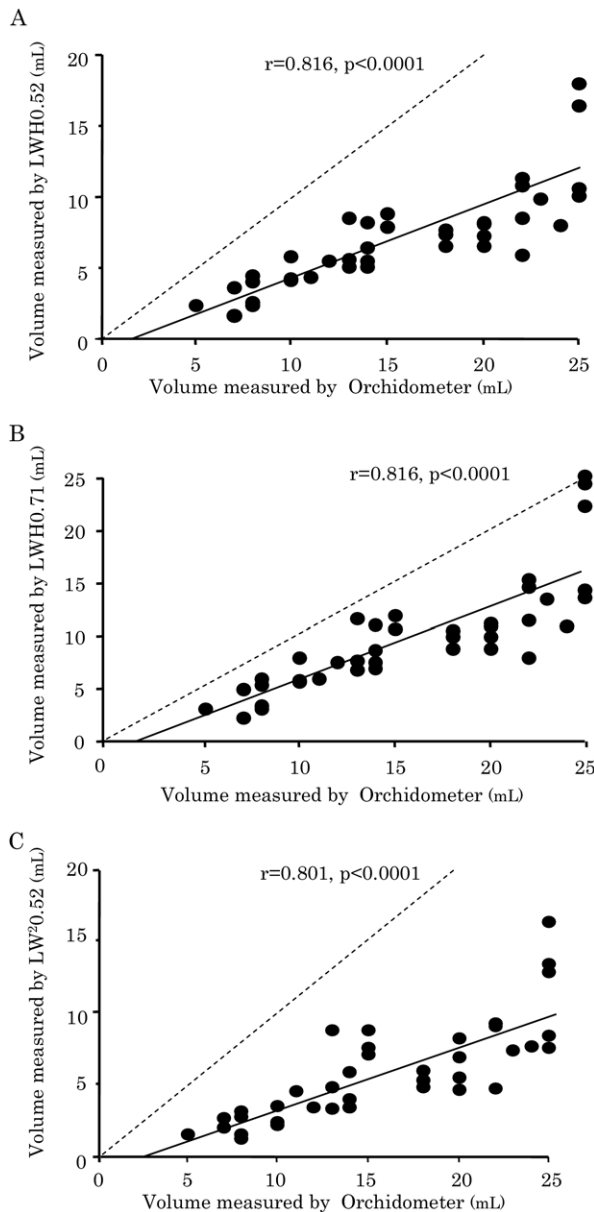 A
r=0.816, p<0.0001
Volume measured by LWH0.52 (mL)
20
15
10
5
0
0 5 10 15 20 25
Volume measured by Orchidometer (mL)
B
r=0.816, p<0.0001
Volume measured by LWH0.71 (mL)
25
20
15
10
5
0
0 5 10 15 20 25
Volume measured by Orchidometer (mL)
C
r=0.801, p<0.0001
Volume measured by LW²0.52 (mL)
20
15
10
5
0
0 5 10 15 20 25
Volume measured by Orchidometer (mL)